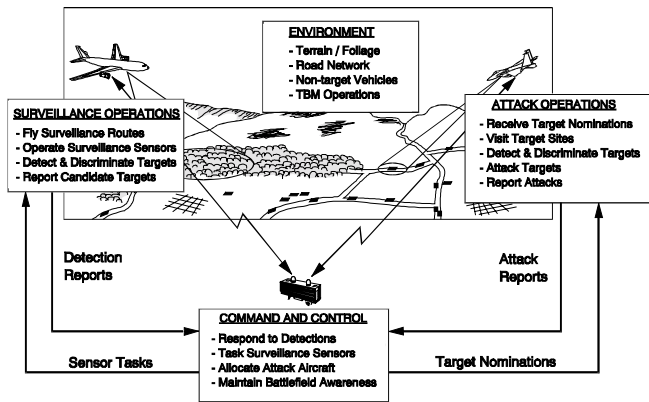 ENVIRONMENT
- Terrain / Foliage
- Road Network
- Non-target Vehicles
- TBM Operations
SURVEILLANCE OPERATIONS
- Fly Surveillance Routes
- Operate Surveillance Sensors
- Detect & Discriminate Targets
- Report Candidate Targets
ATTACK OPERATIONS
- Receive Target Nominations
- Visit Target Sites
- Detect & Discriminate Targets
- Attack Targets
- Report Attacks
Detection
Reports
Attack
Reports
COMMAND AND CONTROL
- Respond to Detections
- Task Surveillance Sensors
- Allocate Attack Aircraft
- Maintain Battlefield Awareness
Sensor Tasks
Target Nominations